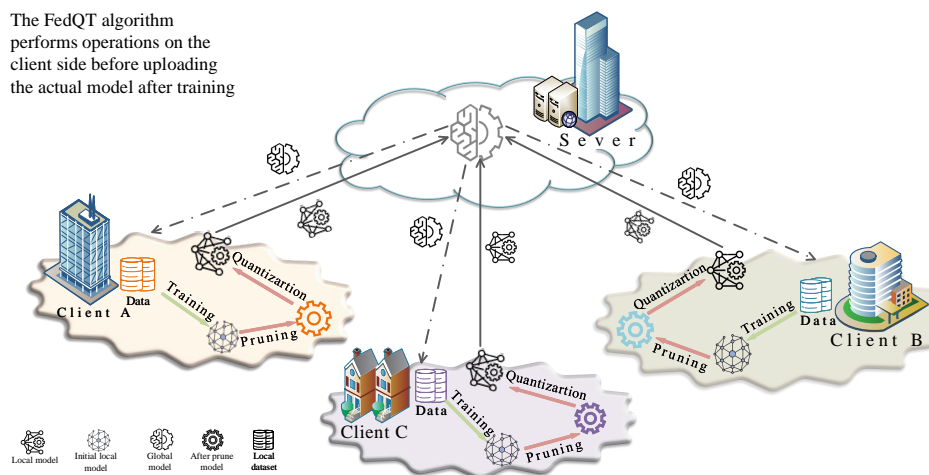 The FedQT algorithm
performs operations on the
client side before uploading
the actual model after training
Sever
Client A
Data
Training
Pruning
Quantizartion
Client C
Data
Training
Pruning
Quantizartion
Client B
Data
Training
Pruning
Quantizartion
Local model
Initial local
model
Global
model
After prune
model
Local
dataset